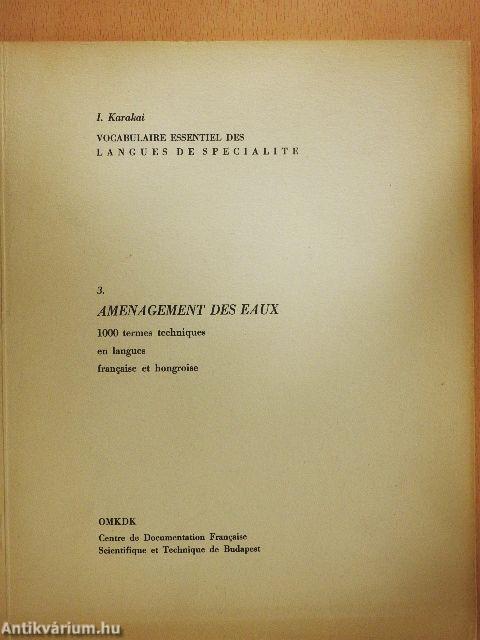 I. Karakai
VOCABULAIRE ESSENTIEL DES
LANGUES DE SPECIALITE
3.
AMENAGEMENT DES EAUX
1000 termes techniques
en langues
française et hongroise
OMKDK
Centre de Documentation Française
Scientifique et Technique de Budapest
Antikvárium.hu